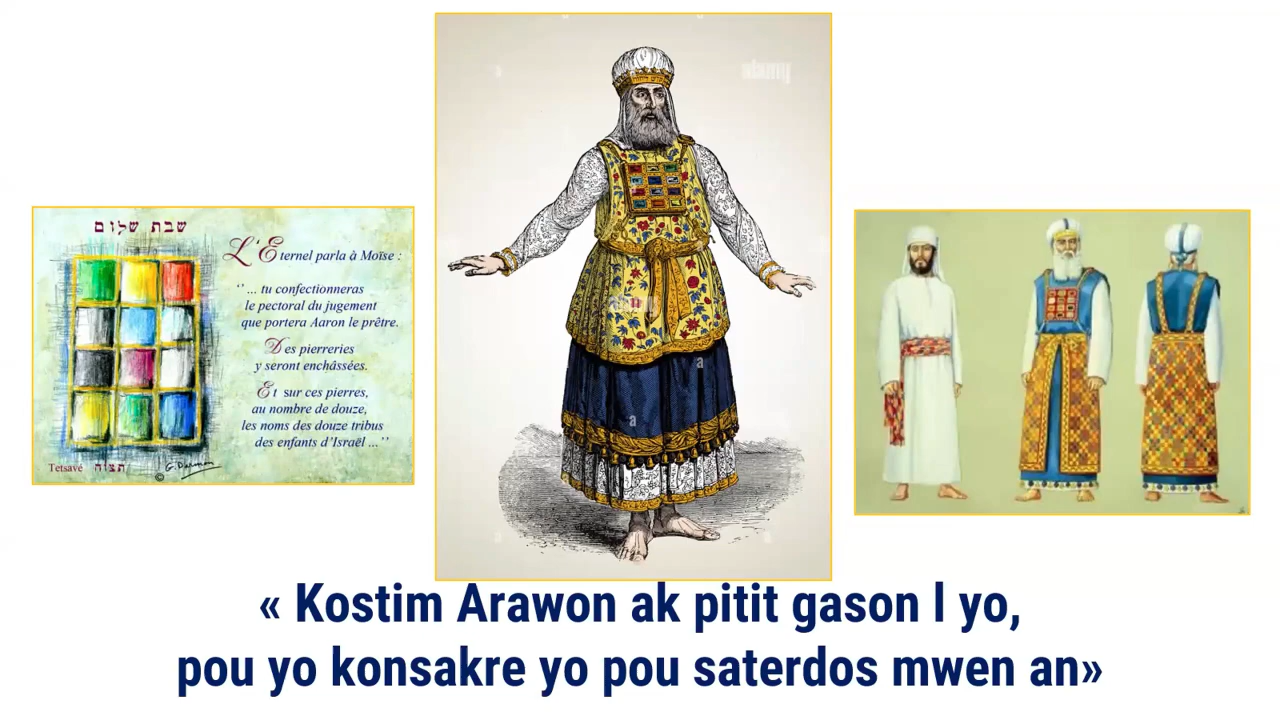 שבת שלום
L'Eternel parla à Moïse :
‘’ ... tu confectionneras
le pectoral du jugement
que portera Aaron le prêtre.
Des pierreries
y seront enchâssées.
Et sur ces pierres,
au nombre de douze,
les noms des douze tribus
des enfants d’Israël ...’’
Tetsavé תצוה
©
alamy
alamy
a
a
a
a
a
« Kostim Arawon ak pitit gason l yo,
pou yo konsakre yo pou saterdos mwen an»